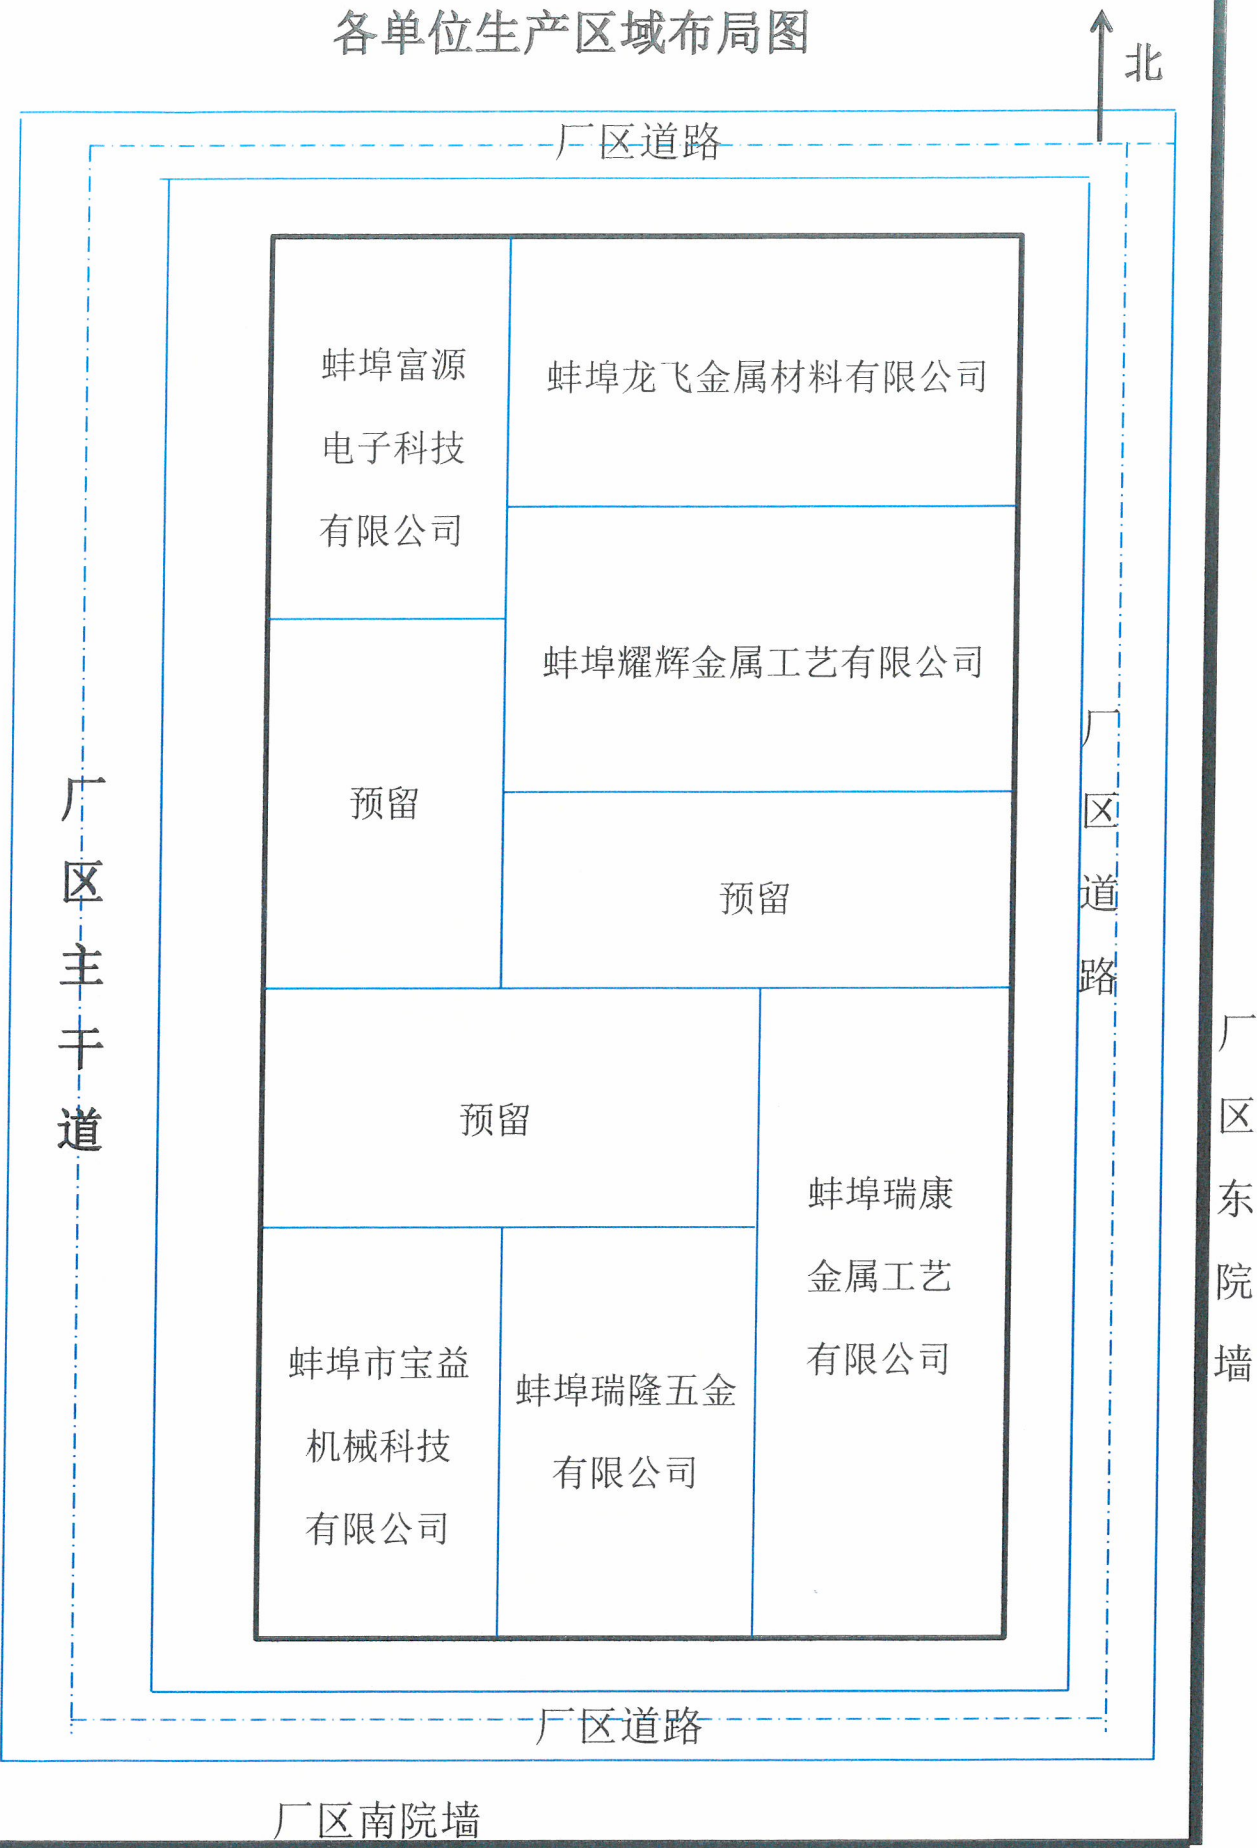 各单位生产区域布局图
北
厂区道路
蚌埠富源
电子科技
有限公司
蚌埠龙飞金属材料有限公司
蚌埠耀辉金属工艺有限公司
预留
预留
厂区主干道
厂区道路
预留
蚌埠瑞康
金属工艺
有限公司
蚌埠市宝益
机械科技
有限公司
蚌埠瑞隆五金
有限公司
厂区东院墙
厂区道路
厂区南院墙